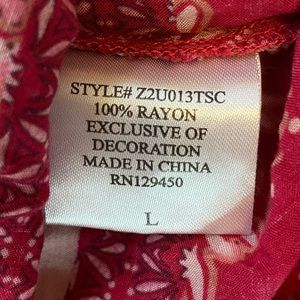 STYLE# Z2U013TSC
100% RAYON
EXCLUSIVE OF
DECORATION
MADE IN CHINA
RN129450
L